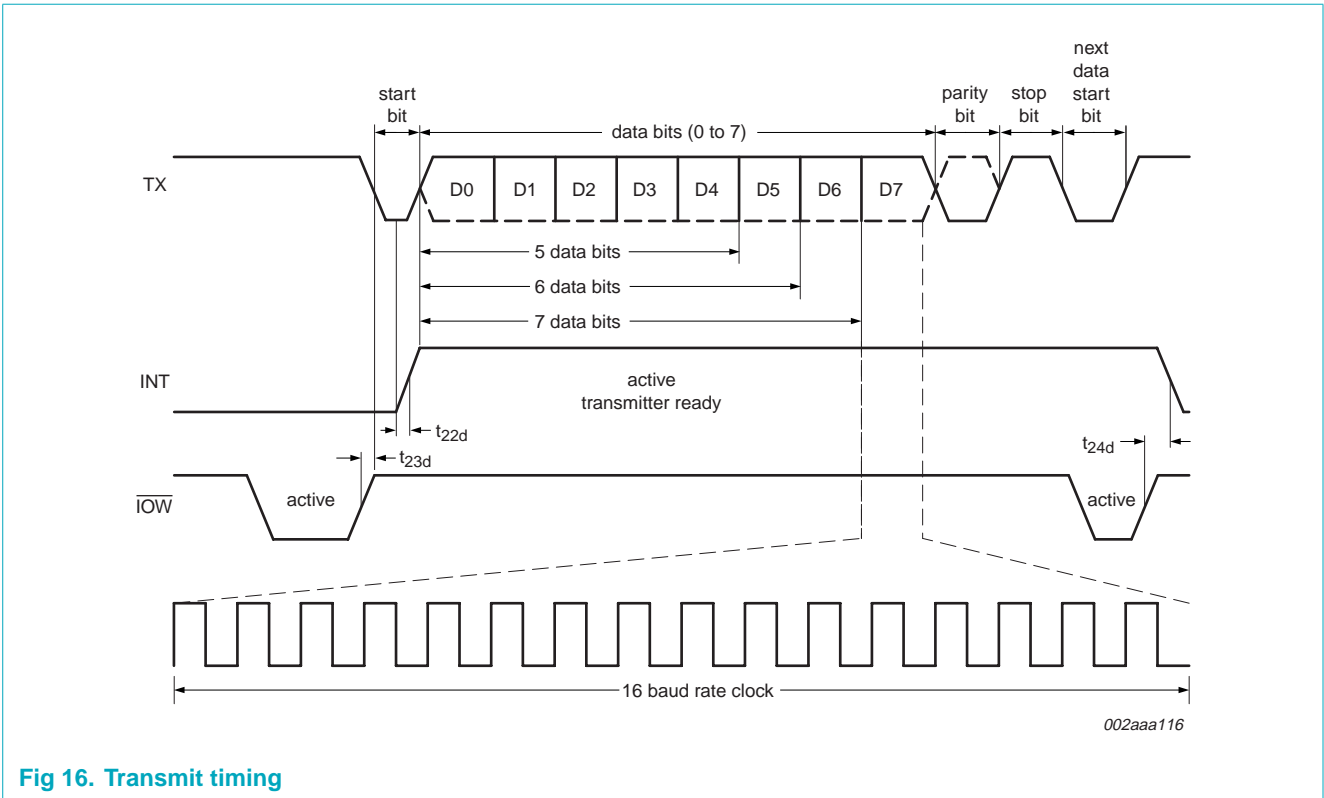 start
bit
data bits (0 to 7)
parity
bit
stop
bit
next
data
start
bit
TX
D0
D1
D2
D3
D4
D5
D6
D7
5 data bits
6 data bits
7 data bits
INT
active
transmitter ready
t22d
t23d
t24d
IOW
active
active
16 baud rate clock
002aaa116
Fig 16. Transmit timing